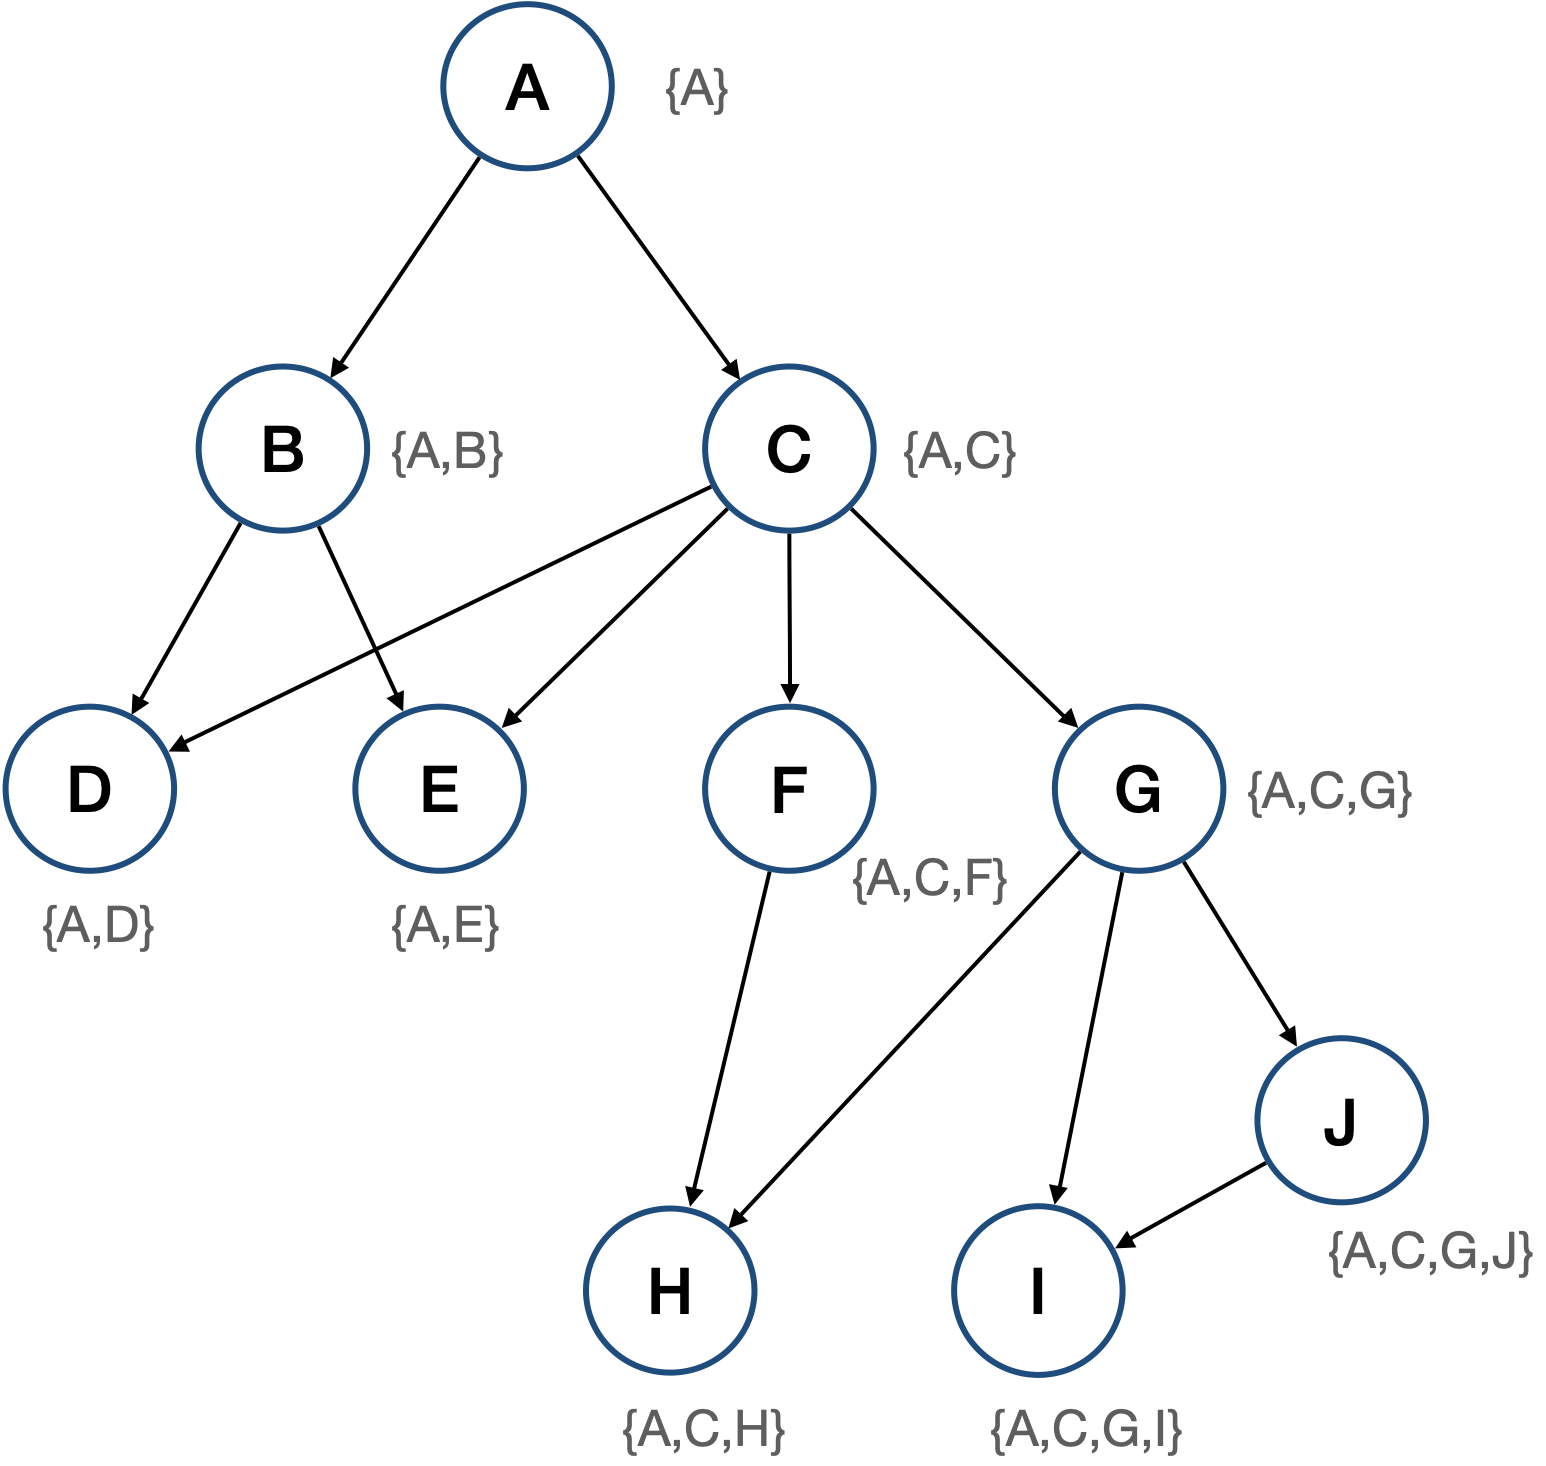 A {A}
B {A,B} C {A,C}
D E F G {A,C,G}
{A,C,F}
{A,D} {A,E}
J
{A,C,G,J}
H I
{A,C,H} {A,C,G,I}